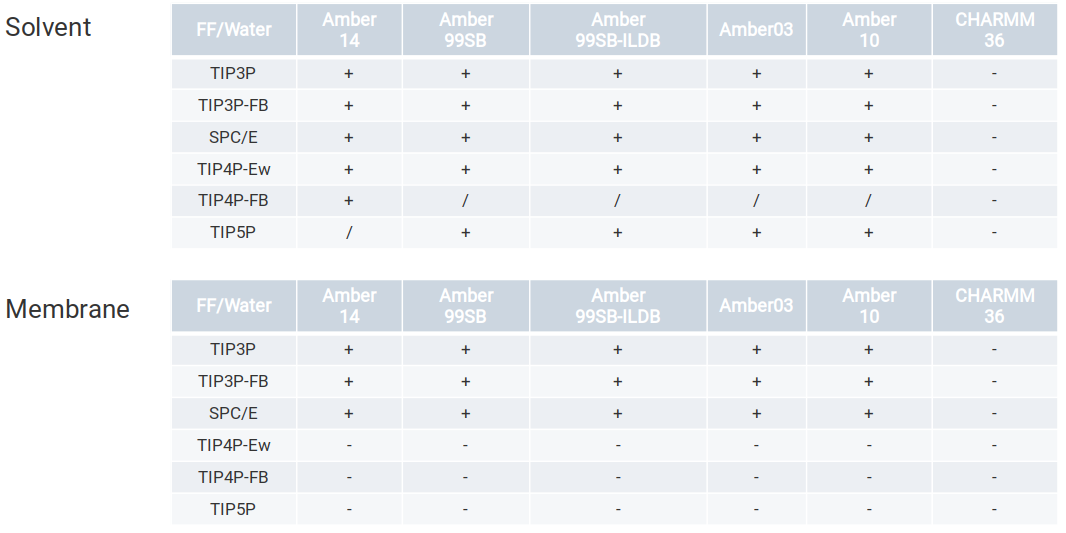 Solvent
FF/Water Amber 14 Amber 99SB Amber 99SB-ILDB Amber03 Amber 10 CHARMM 36
TIP3P + + + + + -
TIP3P-FB + + + + + -
SPC/E + + + + + -
TIP4P-Ew + + + + + -
TIP4P-FB + / / / / -
TIP5P / + + + + -
Membrane
FF/Water Amber 14 Amber 99SB Amber 99SB-ILDB Amber03 Amber 10 CHARMM 36
TIP3P + + + + + -
TIP3P-FB + + + + + -
SPC/E + + + + + -
TIP4P-Ew - - - - - -
TIP4P-FB - - - - - -
TIP5P - - - - - -